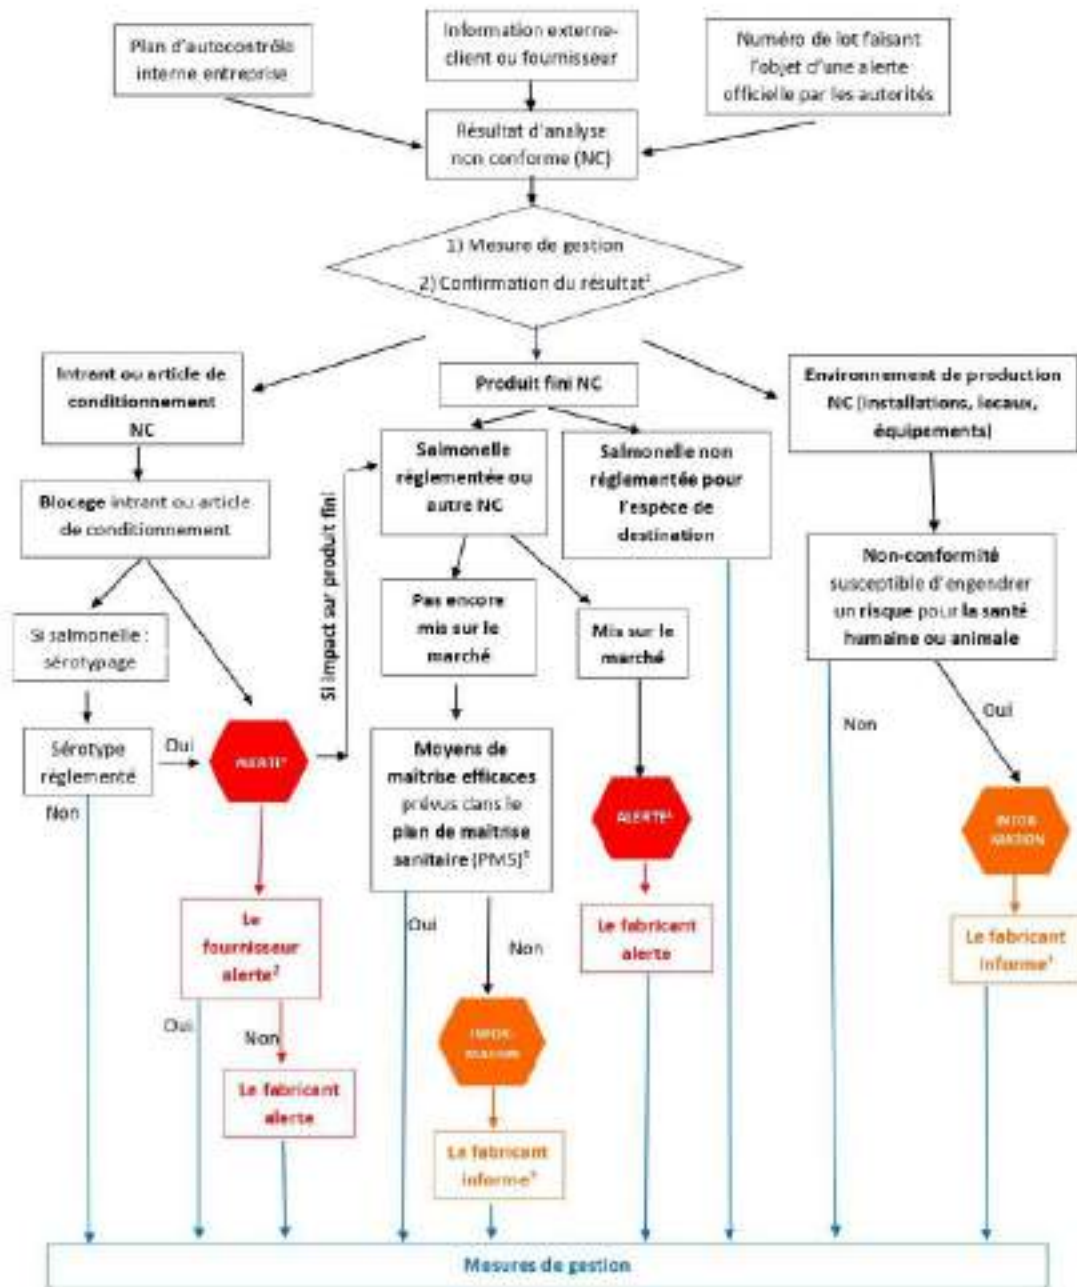 Plan d'autocontrôle
interne entreprise
Information externe-
client ou fournisseur
Numéro de lot faisant
l'objet d'une alerte
officielle par les autorités
Résultat d'analyse
non conforme (NC)
1) Mesure de gestion
2) Confirmation du résultat
Intrant ou article de
conditionnement
NC
Produit fini NC
Environnement de production
NC (installations, locaux,
équipements)
Blocage intrant ou article
de conditionnement
Si impact sur produit fini
Salmonelle
réglementée ou
autre NC
Salmonelle non
réglementée pour
l'espèce de
destination
Non-conformité
susceptible d'engendrer
un risque pour la santé
humaine ou animale
Si salmonelle :
sérotypage
Pas encore
mis sur le
marché
Mis sur le
marché
Non
Oui
Sérotype
réglementé
Oui
Non
ALERTE
Moyens de
maîtrise efficaces
prévus dans le
plan de maîtrise
sanitaire (PMS)
ALERTE
INFOR
MATION
Le
fournisseur
alerte²
Oui
Non
Le fabricant
alerte
Le fabricant
informe
Oui
Non
INFOR-
MATION
Le fabricant
alerte
Le fabricant
informe
Mesures de gestion